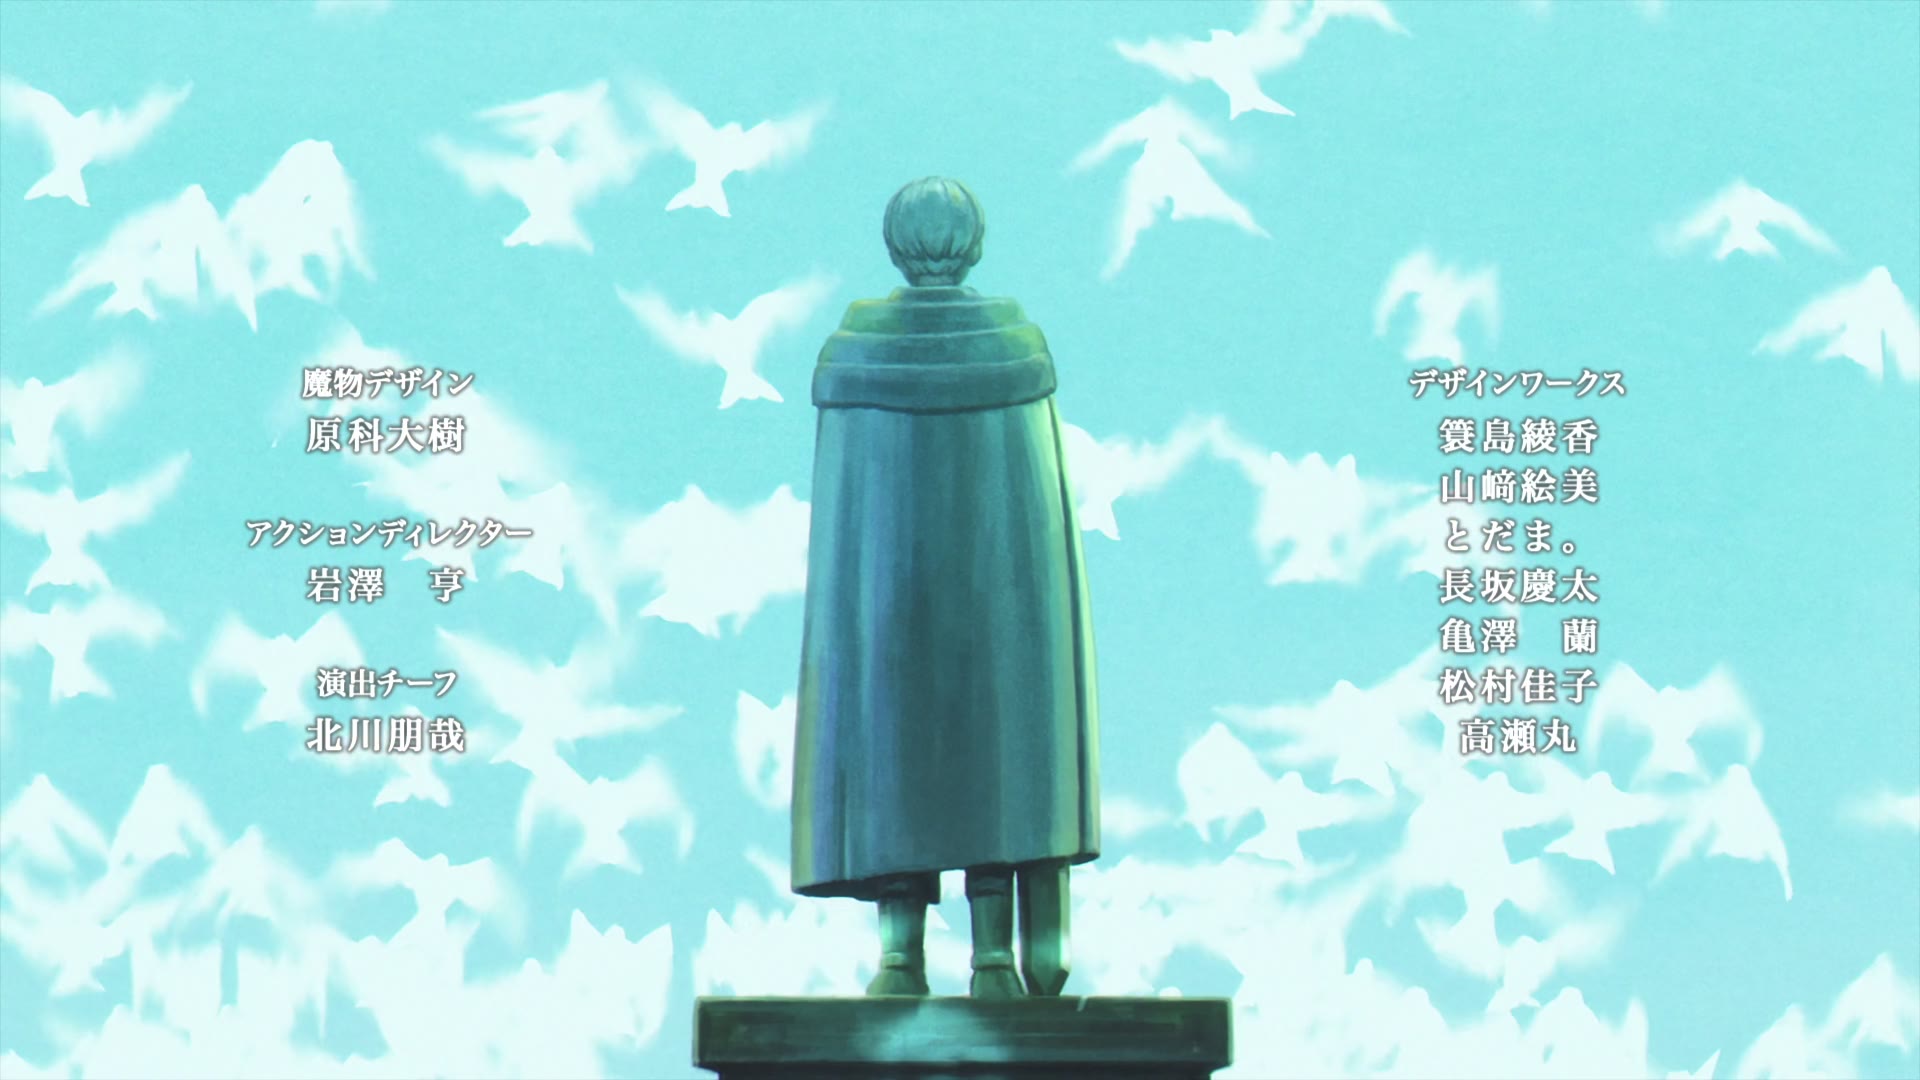 魔物デザイン
原科大樹
アクションディレクター
岩澤　亨
演出チーフ
北川朋哉
デザインワークス
簑島綾香
山﨑絵美
とだま。
長坂慶太
亀澤　蘭
松村佳子
高瀬丸